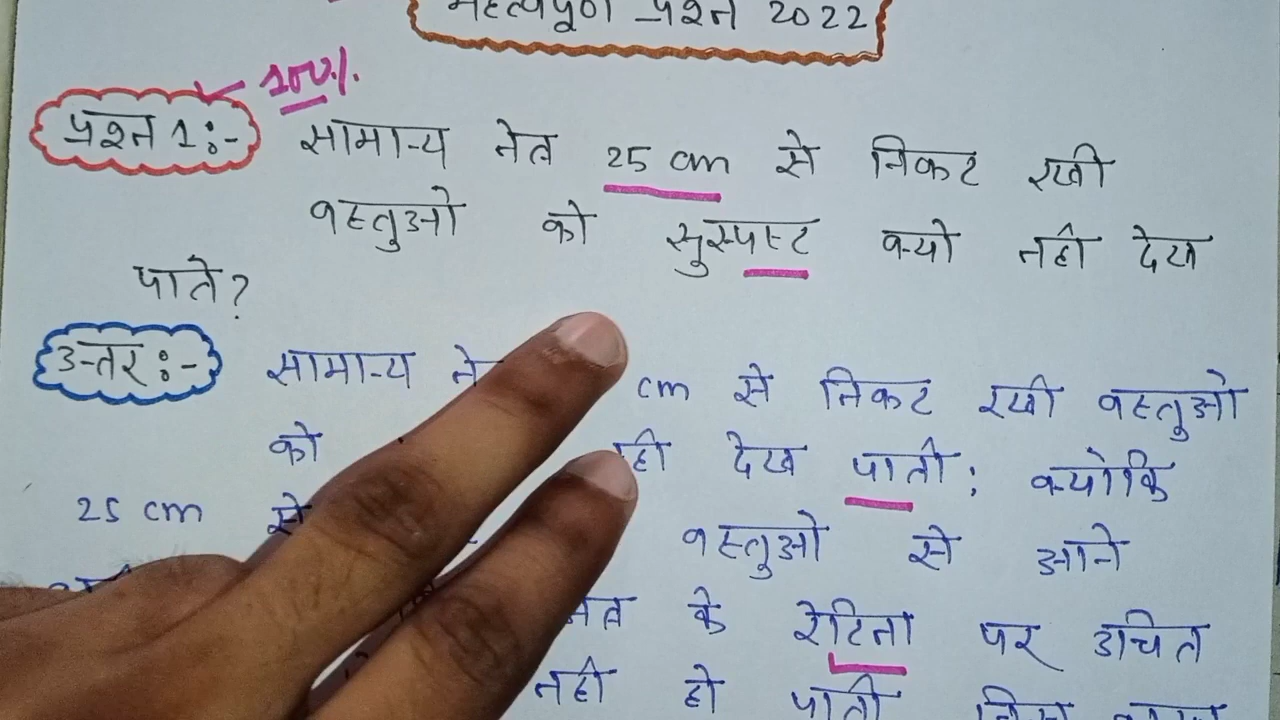 महत्वपूर्ण प्रश्न 2022
100%
प्रश्न 1:- सामान्य नेत्र 25 cm से निकट रखी
वस्तुओ को सुस्पष्ट क्यो नही देख
पाते?
उत्तर:- सामान्य ने cm से निकट रखी वस्तुओ
को ही देख पाती; क्योकि
25 cm से वस्तुओ से आने
नेत्र के रेटिना पर उचित
नही हो पाती